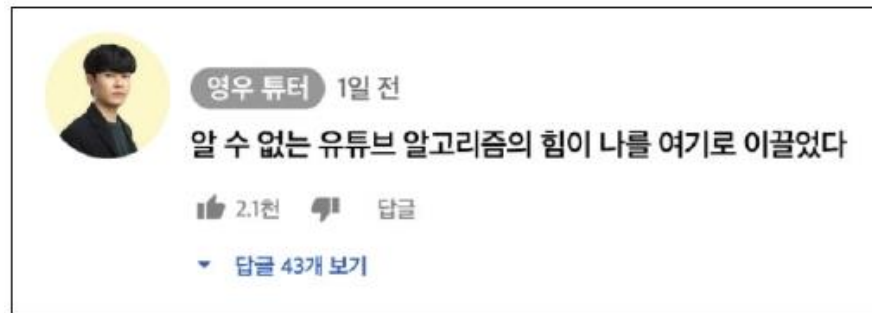 영우 튜터 1일 전
알 수 없는 유튜브 알고리즘의 힘이 나를 여기로 이끌었다
2.1천 답글
답글 43개 보기